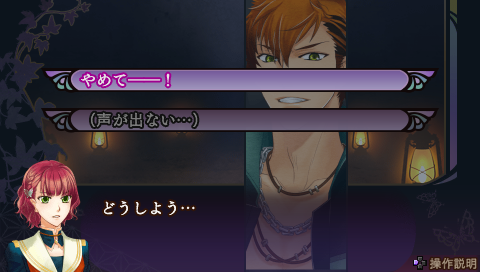 やめて――！
（声が出ない…）
どうしよう…
操作説明